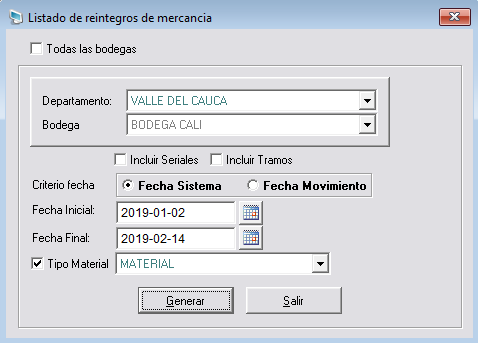 Listado de reintegros de mercancia
Todas las bodegas
Departamento: VALLE DEL CAUCA
Bodega BODEGA CALI
Incluir Seriales Incluir Tramos
Criterio fecha Fecha Sistema Fecha Movimiento
Fecha Inicial: 2019-01-02
Fecha Final: 2019-02-14
Tipo Material MATERIAL
Generar Salir